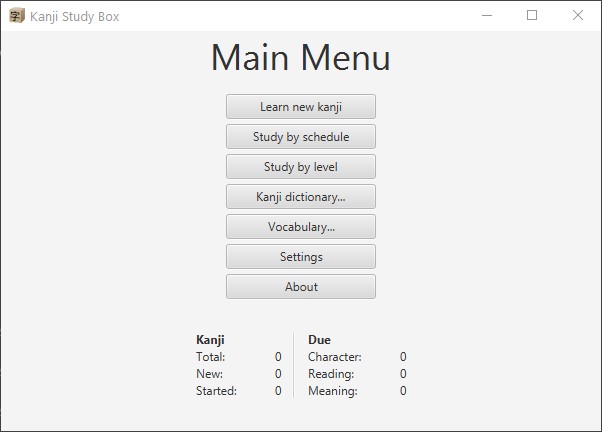 字 Kanji Study Box
Main Menu
Learn new kanji
Study by schedule
Study by level
Kanji dictionary...
Vocabulary...
Settings
About
Kanji
Total: 0
New: 0
Started: 0
Due
Character: 0
Reading: 0
Meaning: 0